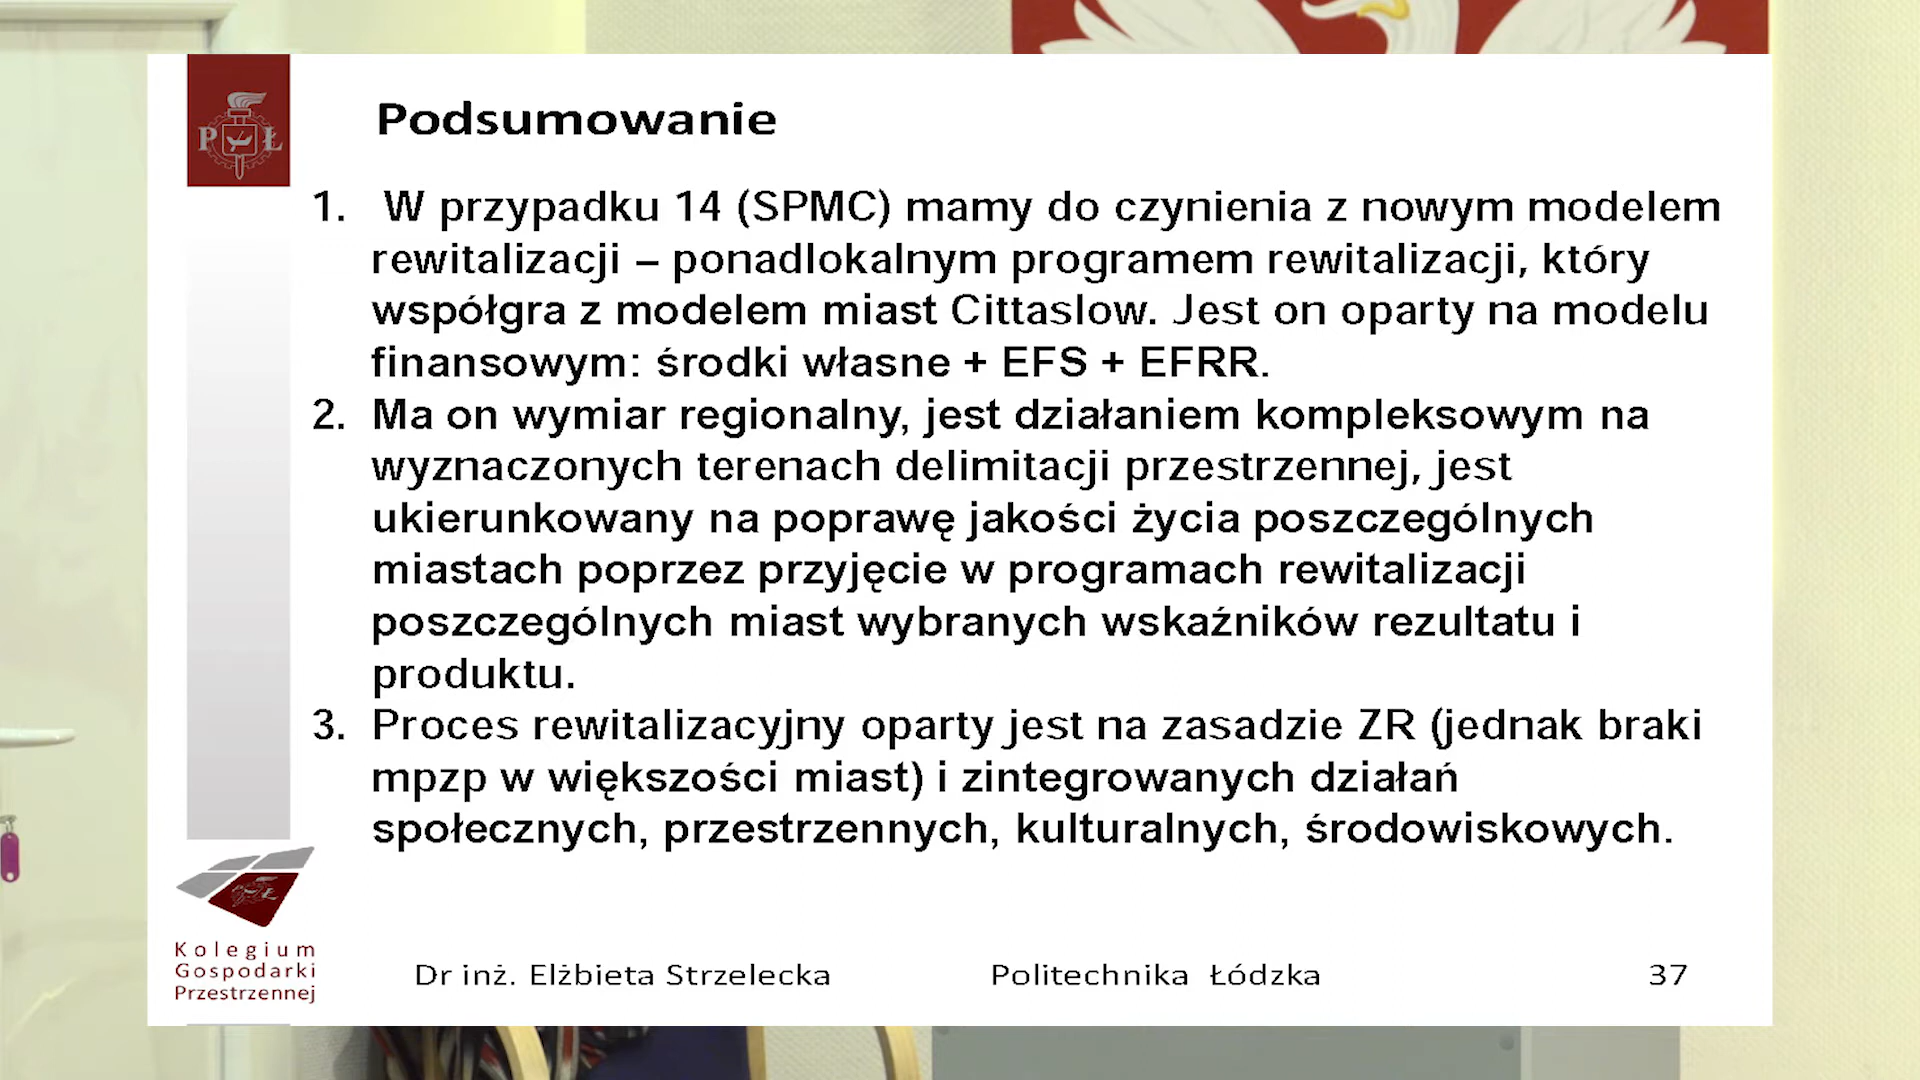 P Ł
Podsumowanie
1. W przypadku 14 (SPMC) mamy do czynienia z nowym modelem
rewitalizacji – ponadlokalnym programem rewitalizacji, który
współgra z modelem miast Cittaslow. Jest on oparty na modelu
finansowym: środki własne + EFS + EFRR.
2. Ma on wymiar regionalny, jest działaniem kompleksowym na
wyznaczonych terenach delimitacji przestrzennej, jest
ukierunkowany na poprawę jakości życia poszczególnych
miastach poprzez przyjęcie w programach rewitalizacji
poszczególnych miast wybranych wskaźników rezultatu i
produktu.
3. Proces rewitalizacyjny oparty jest na zasadzie ZR (jednak braki
mpzp w większości miast) i zintegrowanych działań
społecznych, przestrzennych, kulturalnych, środowiskowych.
Kolegium
Gospodarki
Przestrzennej
Dr inż. Elżbieta Strzelecka Politechnika Łódzka 37